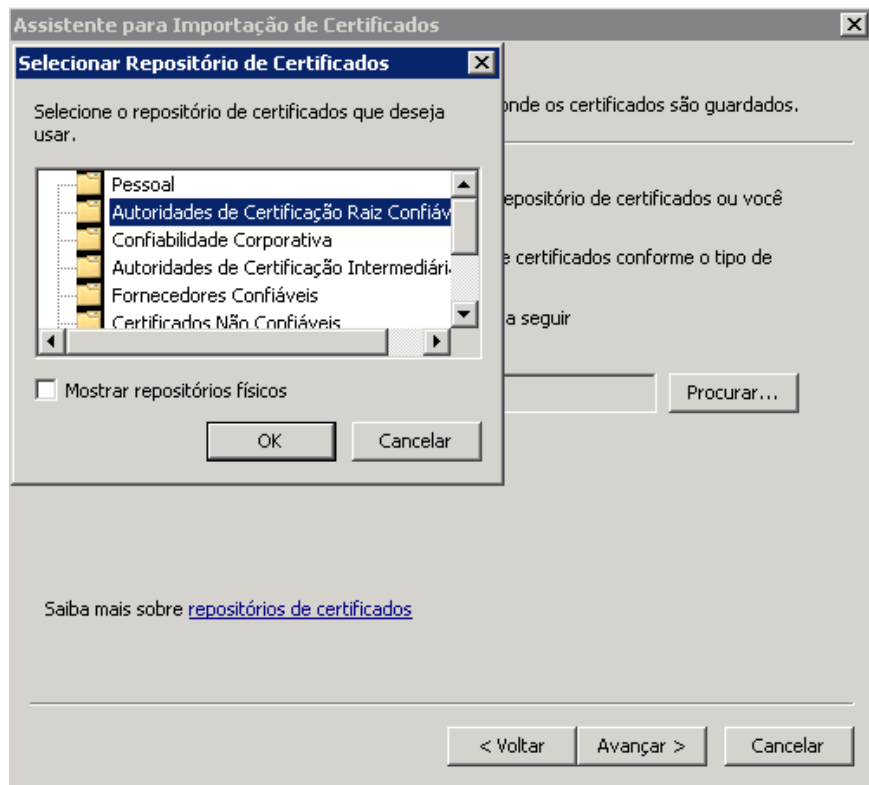 Assistente para Importação de Certificados
Selecionar Repositório de Certificados
Selecione o repositório de certificados que deseja
usar.
Pessoal
Autoridades de Certificação Raiz Confiáv
Confiabilidade Corporativa
Autoridades de Certificação Intermediári
Fornecedores Confiáveis
Certificados Não Confiáveis
Mostrar repositórios físicos
OK
Cancelar
onde os certificados são guardados.
epositório de certificados ou você
e certificados conforme o tipo de
a seguir
Procurar...
Saiba mais sobre repositórios de certificados
< Voltar
Avançar >
Cancelar